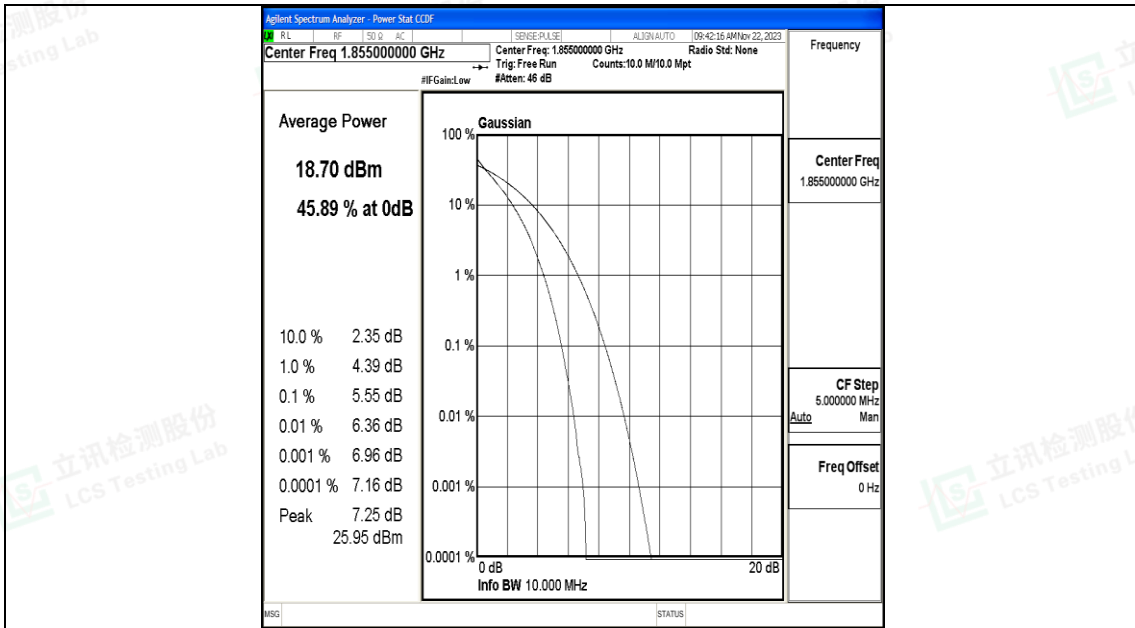 Agilent Spectrum Analyzer - Power Stat CCDF
RL RF 50 Ω AC SENSE:PULSE ALIGN AUTO 09:42:16 AM Nov 22, 2023
Center Freq 1.855000000 GHz
Center Freq: 1.855000000 GHz Radio Std: None
Trig: Free Run Counts:10.0 M/10.0 Mpt
#IFGain:Low #Atten: 46 dB
Frequency
Average Power
18.70 dBm
45.89 % at 0dB
10.0 % 2.35 dB
1.0 % 4.39 dB
0.1 % 5.55 dB
0.01 % 6.36 dB
0.001 % 6.96 dB
0.0001 % 7.16 dB
Peak 7.25 dB
25.95 dBm
Gaussian
100 %
10 %
1 %
0.1 %
0.01 %
0.001 %
0.0001 %
0 dB 20 dB
Info BW 10.000 MHz
Center Freq
1.855000000 GHz
CF Step
5.000000 MHz
Auto Man
Freq Offset
0 Hz
MSG STATUS
立讯检测股份
LCS Testing Lab
立讯检测股份
LCS Testing L